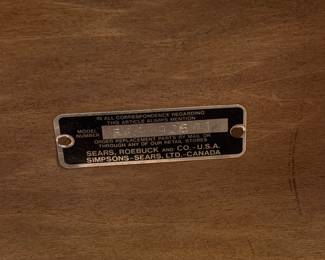 IN ALL CORRESPONDENCE REGARDING
THIS ARTICLE ALWAYS MENTION
MODEL
NUMBER
ORDER REPLACEMENT PARTS BY MAIL OR
THROUGH ANY OF OUR RETAIL STORES
SEARS, ROEBUCK AND CO.-U.S.A.
SIMPSONS-SEARS, LTD.-CANADA